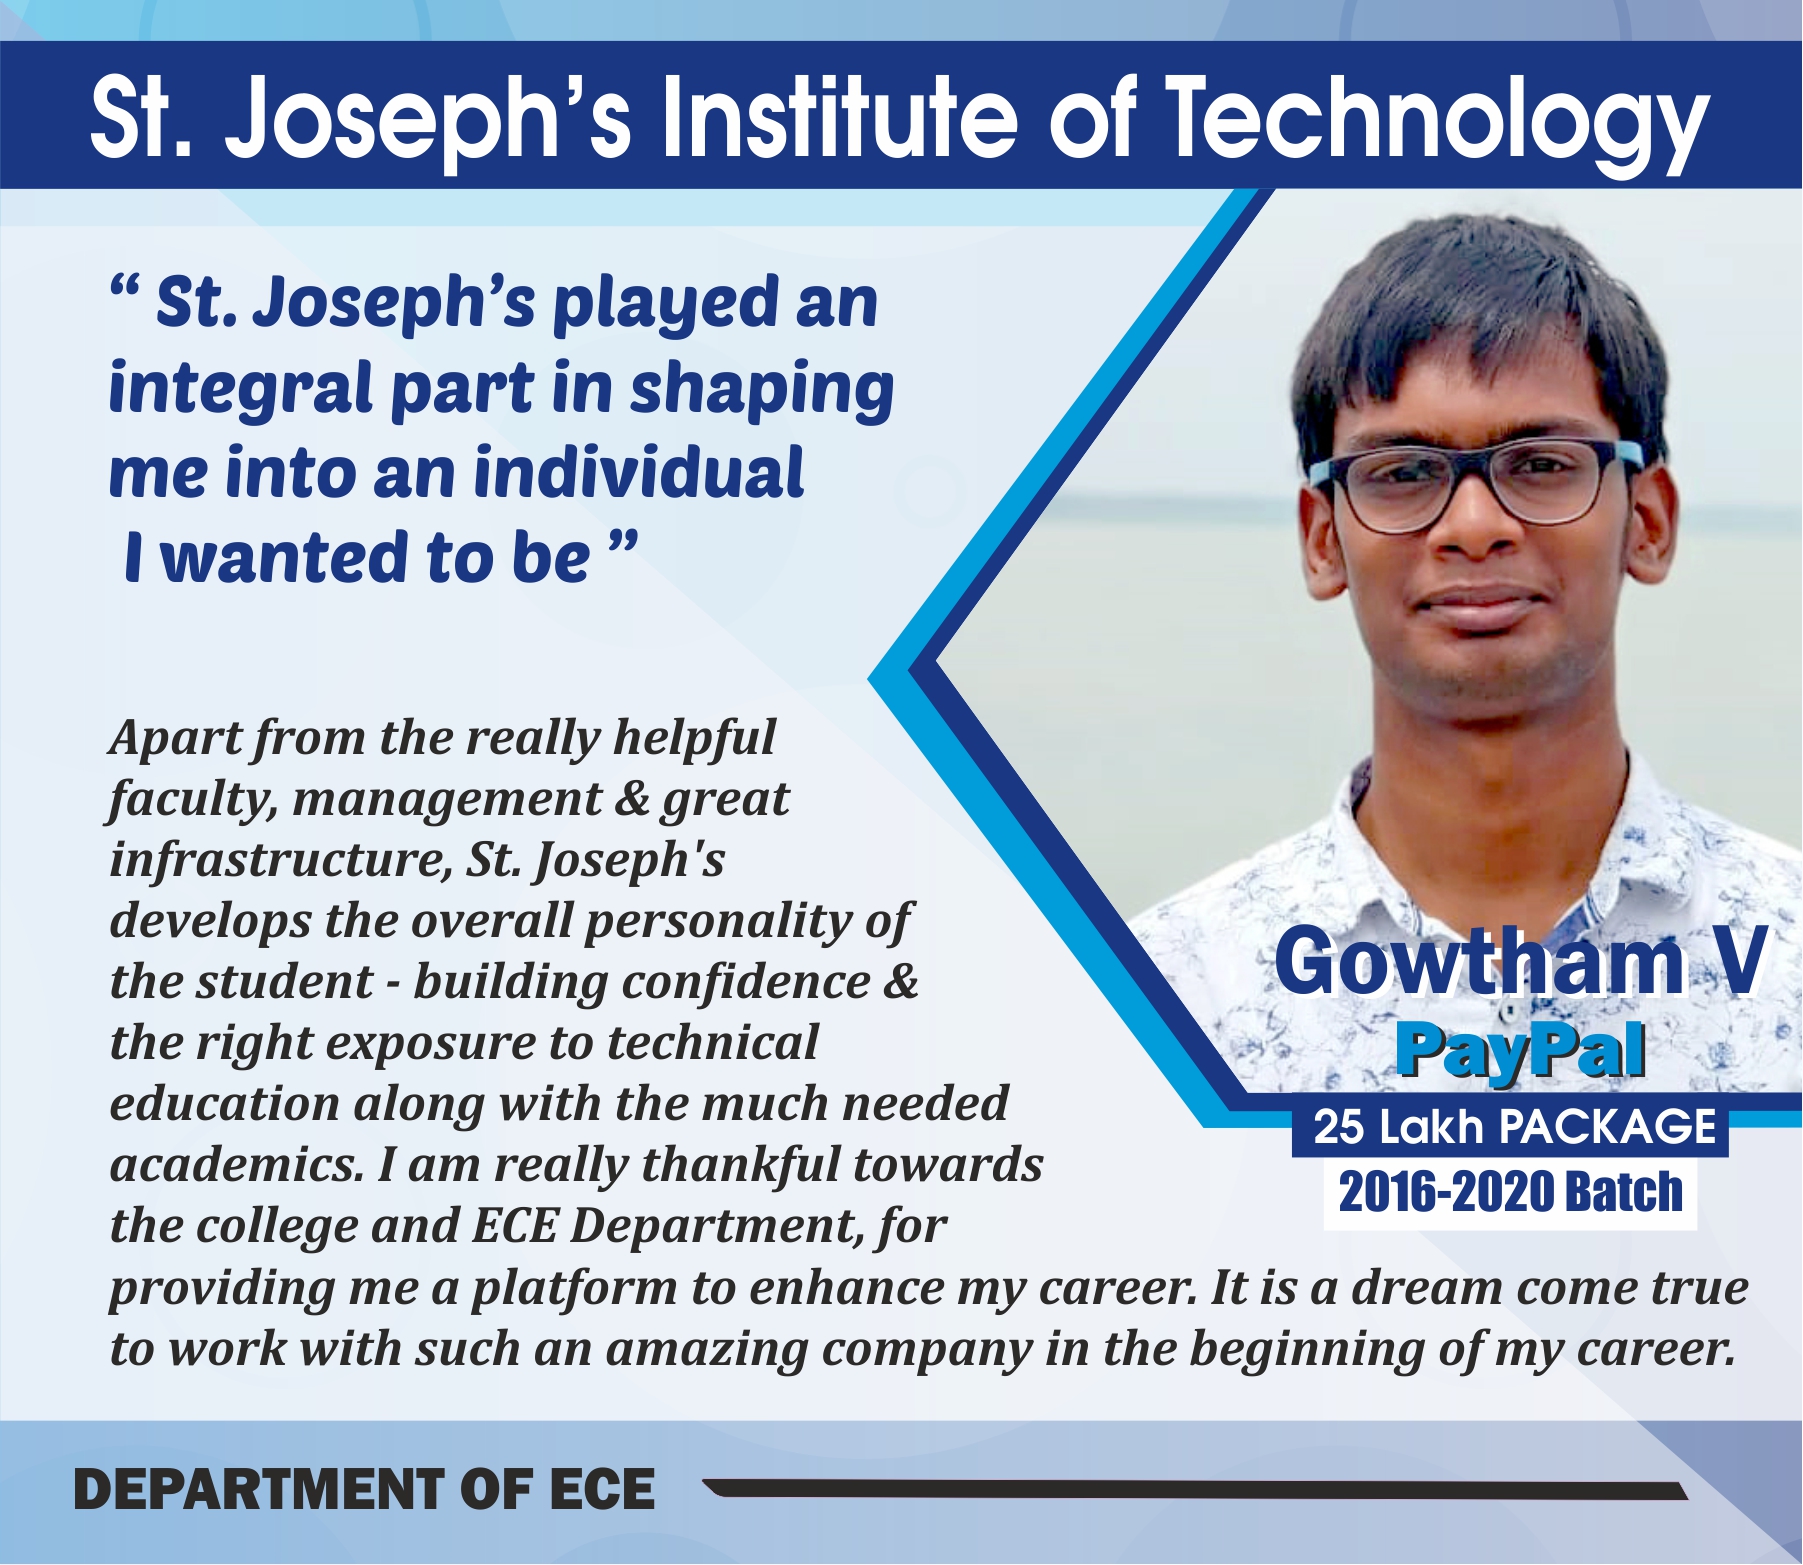 St. Joseph’s Institute of Technology
“ St. Joseph’s played an
integral part in shaping
me into an individual
I wanted to be ”
Apart from the really helpful
faculty, management & great
infrastructure, St. Joseph's
develops the overall personality of
the student - building confidence &
the right exposure to technical
education along with the much needed
academics. I am really thankful towards
the college and ECE Department, for
providing me a platform to enhance my career. It is a dream come true
to work with such an amazing company in the beginning of my career.
Gowtham V
PayPal
25 Lakh PACKAGE
2016-2020 Batch
DEPARTMENT OF ECE